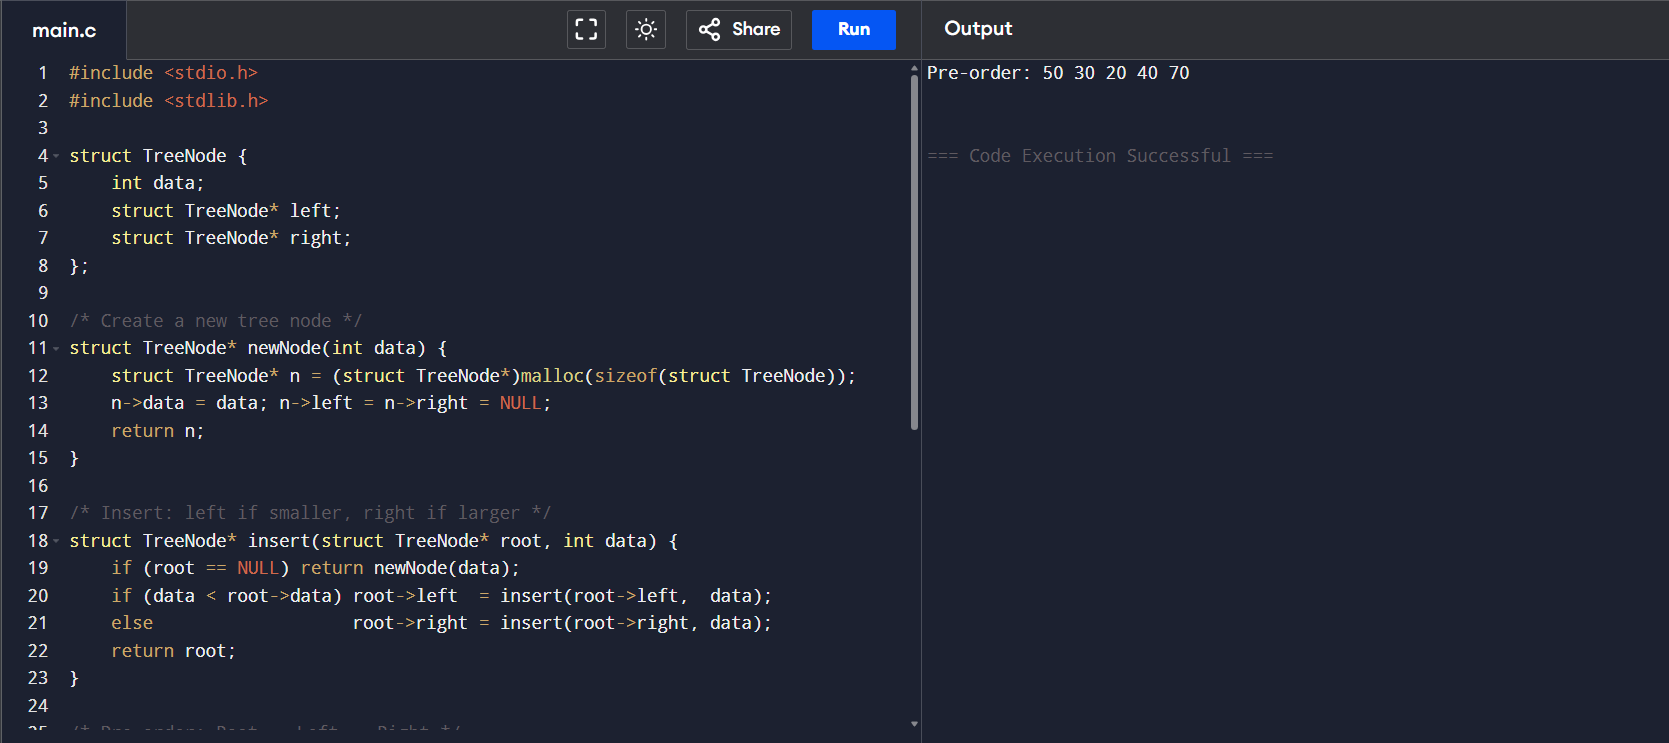 main.c
Share
Run
Output
1 #include <stdio.h>
2 #include <stdlib.h>
3
4 struct TreeNode {
5     int data;
6     struct TreeNode* left;
7     struct TreeNode* right;
8 };
9
10 /* Create a new tree node */
11 struct TreeNode* newNode(int data) {
12     struct TreeNode* n = (struct TreeNode*)malloc(sizeof(struct TreeNode));
13     n->data = data; n->left = n->right = NULL;
14     return n;
15 }
16
17 /* Insert: left if smaller, right if larger */
18 struct TreeNode* insert(struct TreeNode* root, int data) {
19     if (root == NULL) return newNode(data);
20     if (data < root->data) root->left  = insert(root->left,  data);
21     else                   root->right = insert(root->right, data);
22     return root;
23 }
24
Pre-order: 50 30 20 40 70
=== Code Execution Successful ===